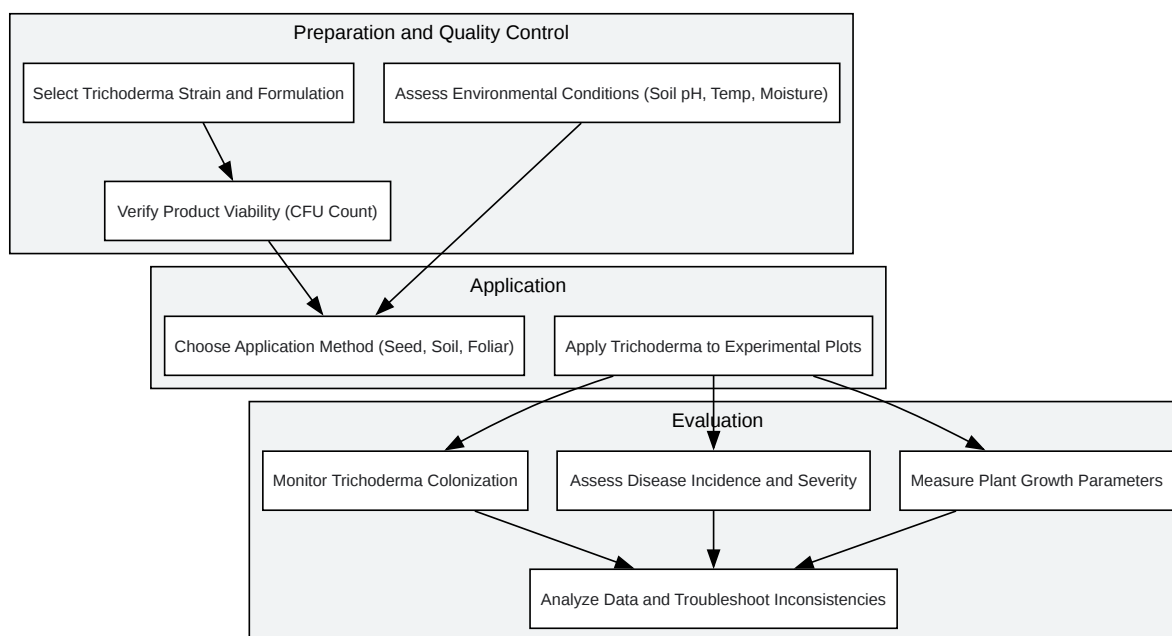 Preparation and Quality Control
Select Trichoderma Strain and Formulation
Assess Environmental Conditions (Soil pH, Temp, Moisture)
Verify Product Viability (CFU Count)
Application
Choose Application Method (Seed, Soil, Foliar)
Apply Trichoderma to Experimental Plots
Evaluation
Monitor Trichoderma Colonization
Assess Disease Incidence and Severity
Measure Plant Growth Parameters
Analyze Data and Troubleshoot Inconsistencies